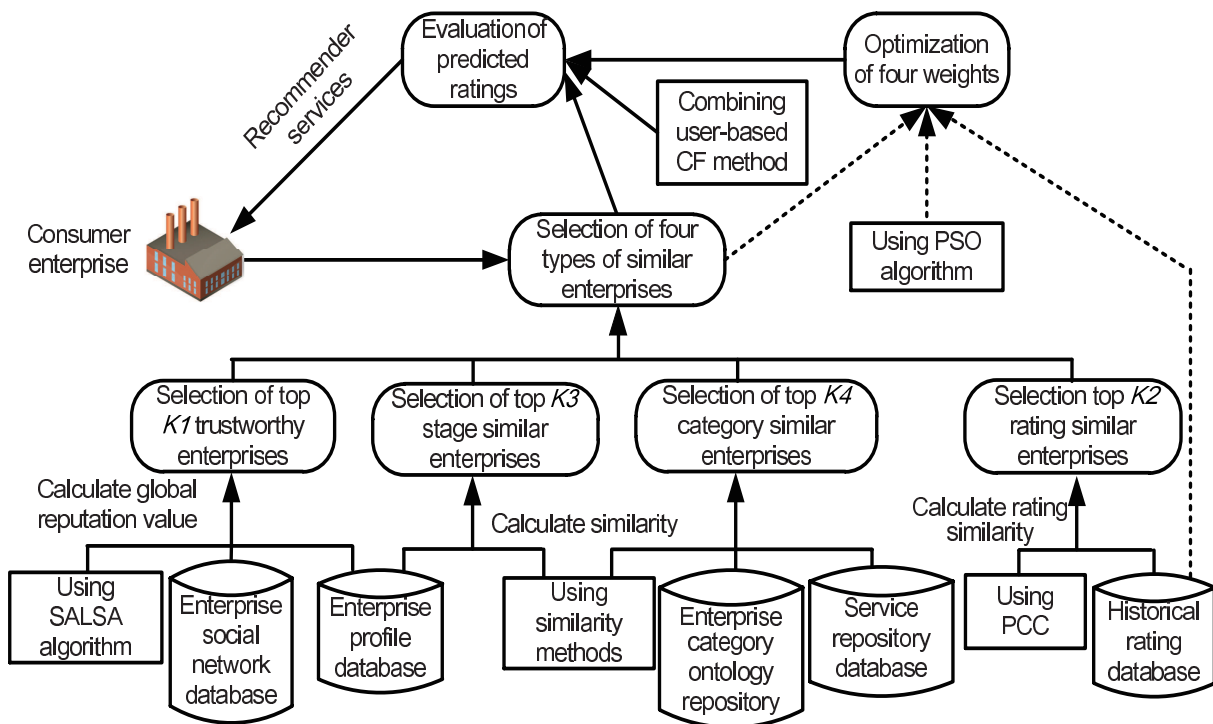 Evaluation of
predicted
ratings
Optimization
of four weights
Recommender
services
Combining
user-based
CF method
Consumer
enterprise
Selection of four
types of similar
enterprises
Using PSO
algorithm
Selection of top
K1 trustworthy
enterprises
Selection of top K3
stage similar
enterprises
Selection of top K4
category similar
enterprises
Selection top K2
rating similar
enterprises
Calculate global
reputation value
Calculate similarity
Calculate rating
similarity
Using
SALSA
algorithm
Enterprise
social
network
database
Enterprise
profile
database
Using
similarity
methods
Enterprise
category
ontology
repository
Service
repository
database
Using
PCC
Historical
rating
database